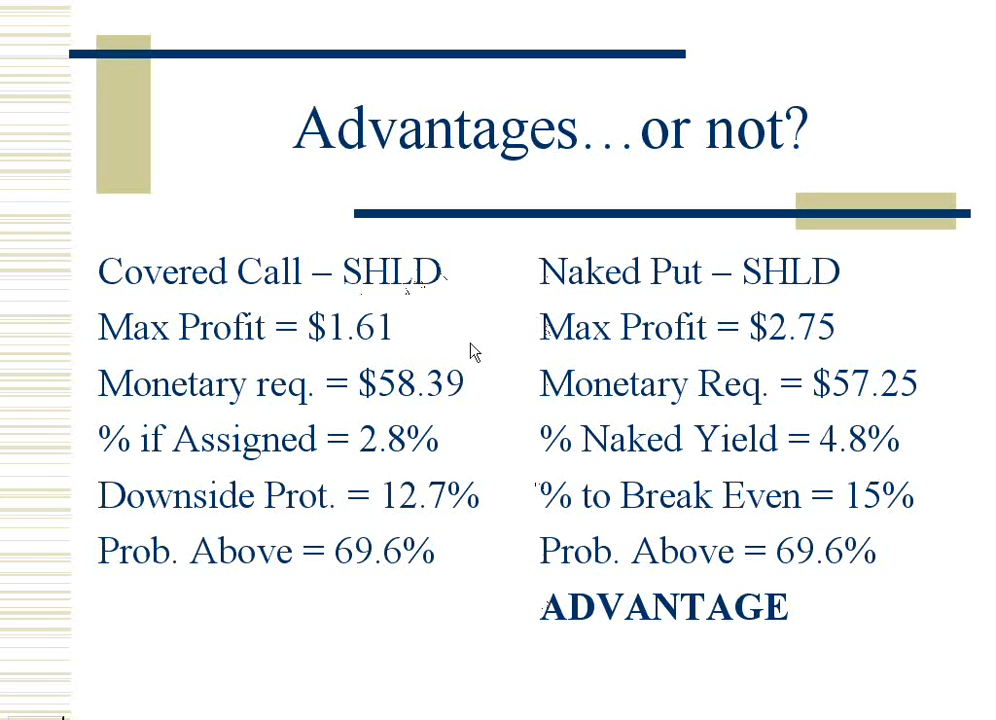 Advantages…or not?
Covered Call – SHLD
Max Profit = $1.61
Monetary req. = $58.39
% if Assigned = 2.8%
Downside Prot. = 12.7%
Prob. Above = 69.6%
Naked Put – SHLD
Max Profit = $2.75
Monetary Req. = $57.25
% Naked Yield = 4.8%
% to Break Even = 15%
Prob. Above = 69.6%
ADVANTAGE